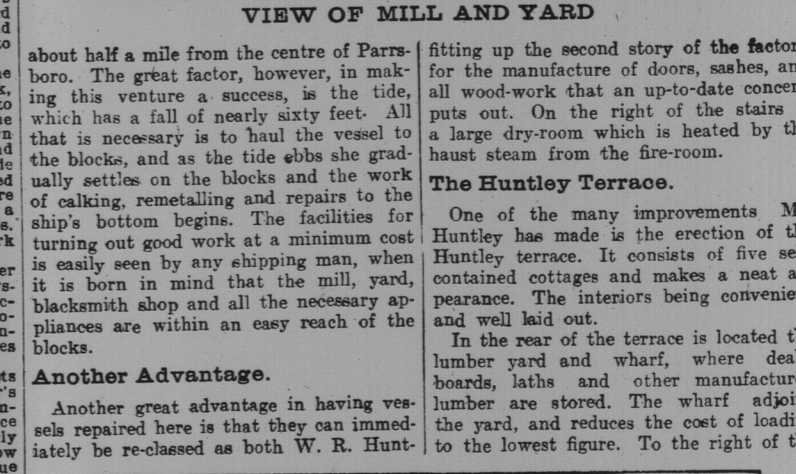 VIEW OF MILL AND YARD
about half a mile from the centre of Parrs-
boro. The great factor, however, in mak-
ing this venture a success, is the tide,
which has a fall of nearly sixty feet. All
that is necessary is to haul the vessel to
the blocks, and as the tide ebbs she grad-
ually settles on the blocks and the work
of calking, remetalling and repairs to the
ship's bottom begins. The facilities for
turning out good work at a minimum cost
is easily seen by any shipping man, when
it is born in mind that the mill, yard,
blacksmith shop and all the necessary ap-
pliances are within an easy reach of the
blocks.
Another Advantage.
Another great advantage in having ves-
sels repaired here is that they can immed-
iately be re-classed as both W. R. Hunt-
fitting up the second story of the factor
for the manufacture of doors, sashes, an
all wood-work that an up-to-date concer
puts out. On the right of the stairs
a large dry-room which is heated by th
haust steam from the fire-room.
The Huntley Terrace.
One of the many improvements M
Huntley has made is the erection of th
Huntley terrace. It consists of five se
contained cottages and makes a neat a
pearance. The interiors being convenie
and well laid out.
In the rear of the terrace is located t
lumber yard and wharf, where dea
boards, laths and other manufactur
lumber are stored. The wharf adjoi
the yard, and reduces the cost of loadi
to the lowest figure. To the right of t